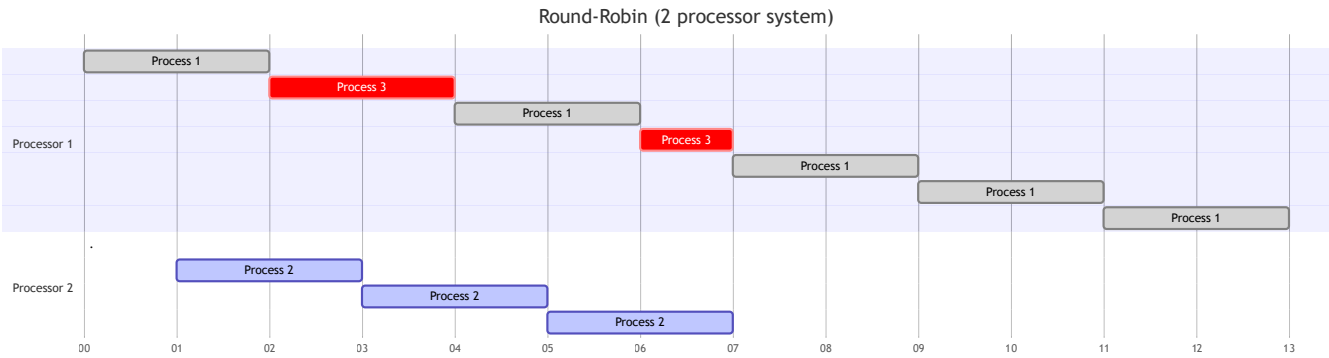 Round-Robin (2 processor system)
Process 1
Process 3
Process 1
Process 3
Processor 1
Process 1
Process 1
Process 1
.
Process 2
Processor 2
Process 2
Process 2
00 01 02 03 04 05 06 07 08 09 10 11 12 13